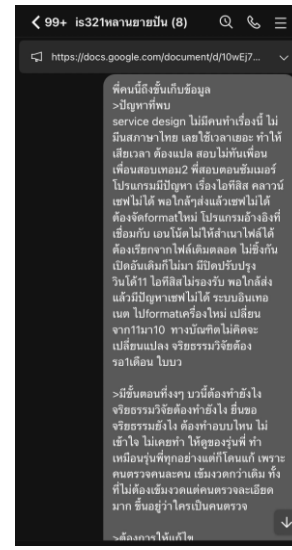 99+ is321หลานยายปัน (8)
https://docs.google.com/document/d/10wEj7...
พี่คนนี้ถึงขั้นเก็บข้อมูล
>ปัญหาที่พบ
service design ไม่มีคนทำเรื่องนี้ ไม่
มีนสภาษาไทย เลยใช้เวลาเยอะ ทำให้
เสียเวลา ต้องแปล สอบไม่ทันเพื่อน
เพื่อนสอบเทอม2 พี่สอบตอนซัมเมอร์
โปรแกรมมีปัญหา เรื่องไอทีสิส คลาวน์
เซฟไม่ได้ พอใกล้ๆส่งแล้วเซฟไม่ได้
ต้องจัดformatใหม่ โปรแกรมอ้างอิงที่
เชื่อมกับ เอนโน้ตไม่ให้สำเนาไฟล์ได้
ต้องเรียกจากไฟล์เดิมตลอด ไม่ซิ้งกัน
เปิดอันเดิมก็ไม่มา มีปิดปรับปรุง
วินโด้11 ไอทีสิสไม่รองรับ พอใกล้ส่ง
แล้วมีปัญหาเซฟไม่ได้ ระบบอินเทอ
เนต ไปformatเครื่องใหม่ เปลี่ยน
จาก11มา10 ทางบัณฑิตไม่คิดจะ
เปลี่ยนแปลง จริยธรรมวิจัยต้อง
รอ1เดือน ใบบว
>มีขั้นตอนที่งงๆ บวนี้ต้องทำยังไง
จริยธรรมวิจัยต้องทำยังไง ยื่นขอ
จริยธรรมยังไง ต้องทำอบบไหน ไม่
เข้าใจ ไม่เคยทำ ให้ดูของรุ่นพี่ ทำ
เหมือนรุ่นพี่ทุกอย่างแต่ก็โดนแก้ เพราะ
คนตรวจคนละคน เข้มงวดกว่าเดิม ทั้ง
ที่ไม่ต้องเข้มงวดแต่คนตรวจละเอียด
มาก ขึ้นอยู่ว่าใครเป็นคนตรวจ
>ต้องการให้แก้ไข